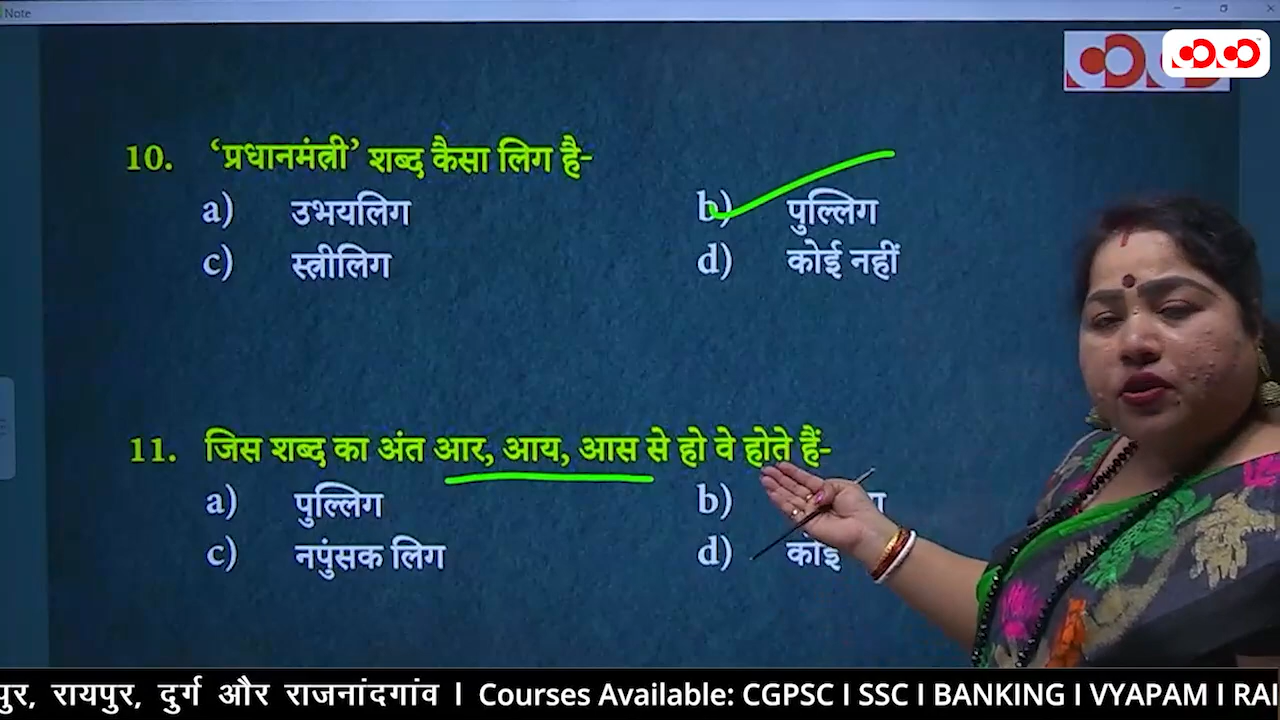 Note
10. ‘प्रधानमंत्री’ शब्द कैसा लिग है-
a) उभयलिग b) पुल्लिग
c) स्त्रीलिग d) कोई नहीं
11. जिस शब्द का अंत आर, आय, आस से हो वे होते हैं-
a) पुल्लिग b) ग
c) नपुंसक लिग d) कोई
पुर, रायपुर, दुर्ग और राजनांदगांव l Courses Available: CGPSC l SSC l BANKING l VYAPAM l RAI